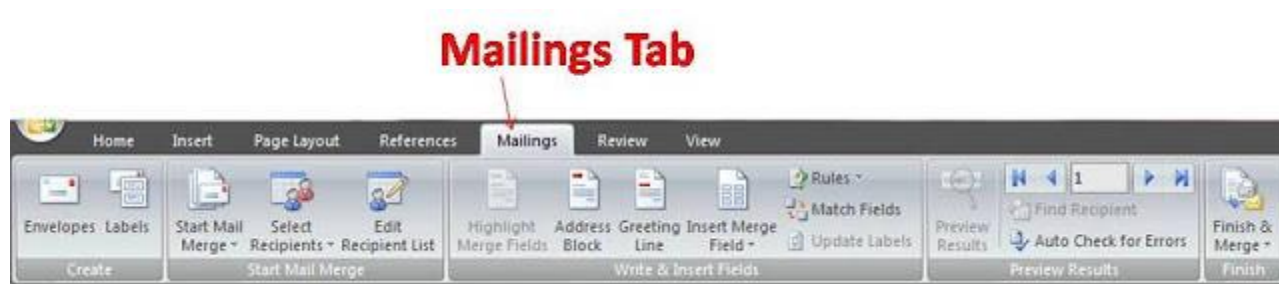 Mailings Tab
Home Insert Page Layout References Mailings Review View
Envelopes Labels
Create
Start Mail Merge
Select Recipients
Edit Recipient List
Start Mail Merge
Highlight Merge Fields
Address Block
Greeting Line
Insert Merge Field
Rules
Match Fields
Update Labels
Write & Insert Fields
Preview Results
1
Find Recipient
Auto Check for Errors
Preview Results
Finish & Merge
Finish